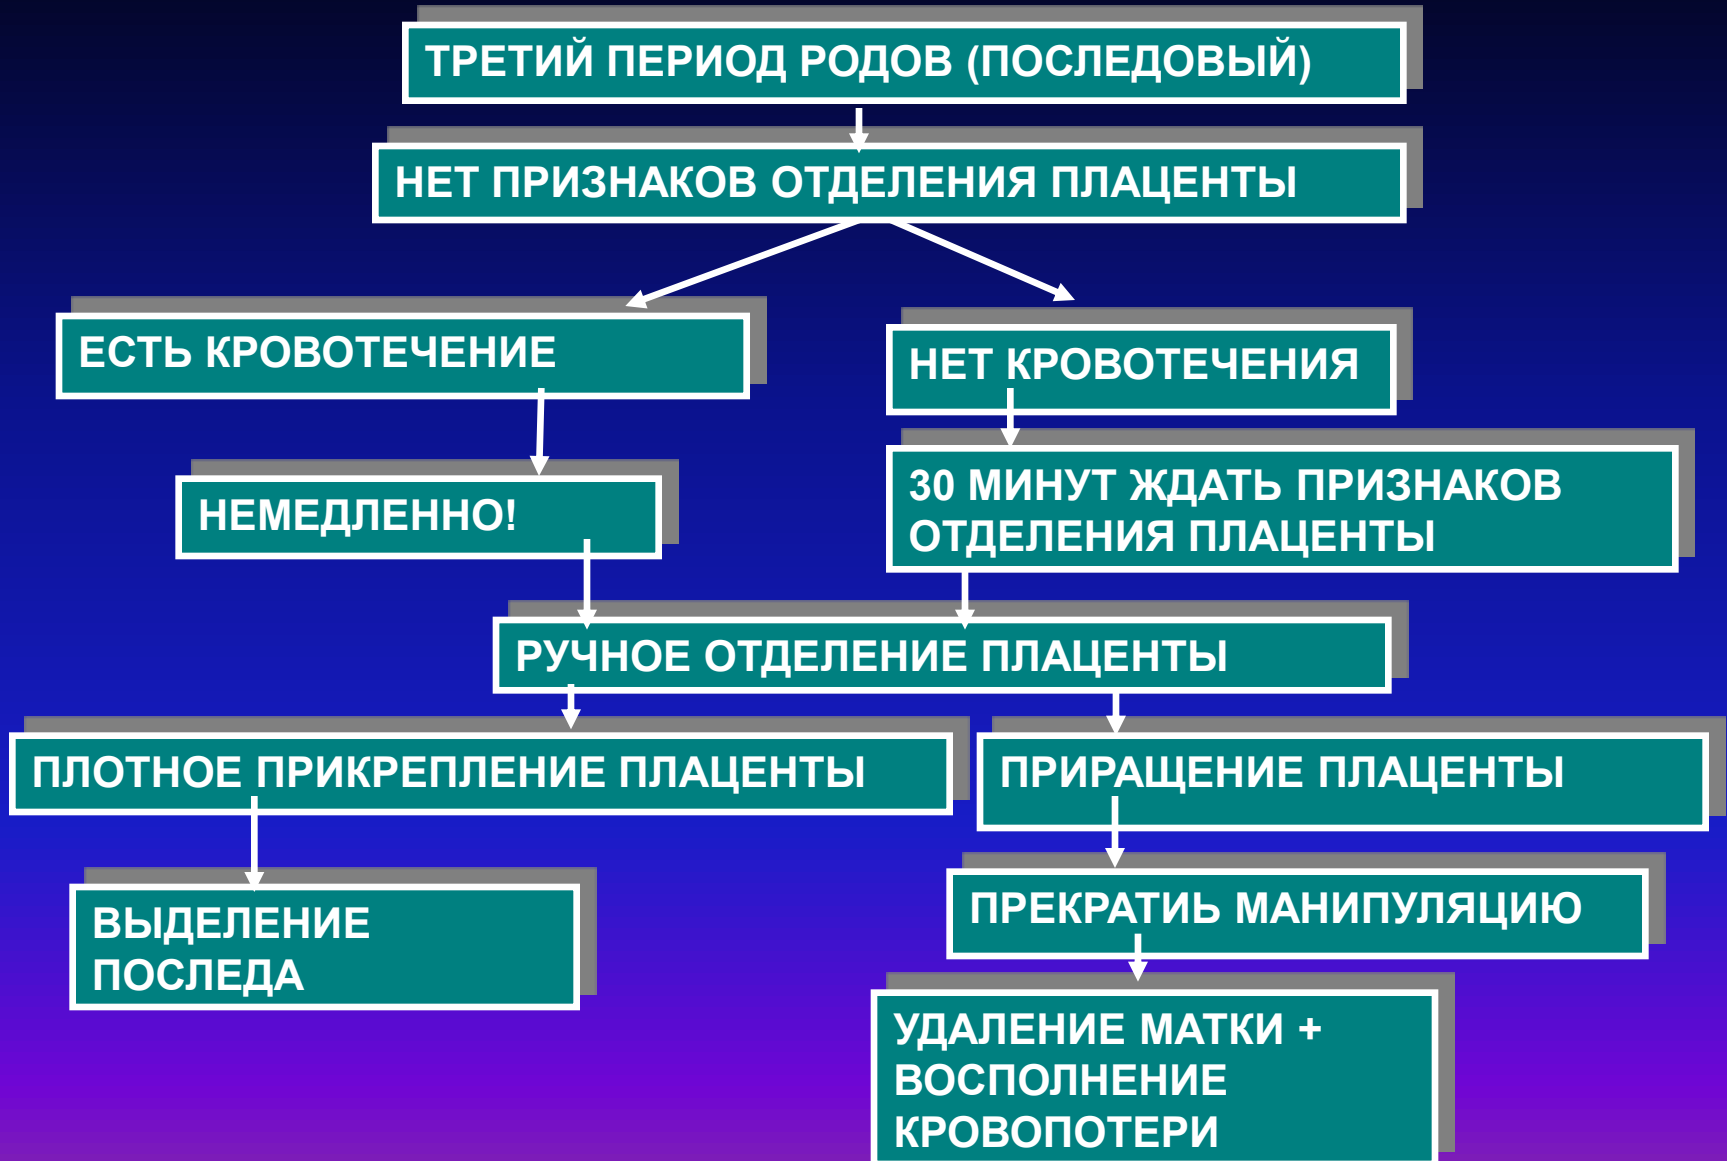 ТРЕТИЙ ПЕРИОД РОДОВ (ПОСЛЕДОВЫЙ)
НЕТ ПРИЗНАКОВ ОТДЕЛЕНИЯ ПЛАЦЕНТЫ
ЕСТЬ КРОВОТЕЧЕНИЕ
НЕТ КРОВОТЕЧЕНИЯ
НЕМЕДЛЕННО!
30 МИНУТ ЖДАТЬ ПРИЗНАКОВ
ОТДЕЛЕНИЯ ПЛАЦЕНТЫ
РУЧНОЕ ОТДЕЛЕНИЕ ПЛАЦЕНТЫ
ПЛОТНОЕ ПРИКРЕПЛЕНИЕ ПЛАЦЕНТЫ
ПРИРАЩЕНИЕ ПЛАЦЕНТЫ
ВЫДЕЛЕНИЕ
ПОСЛЕДА
ПРЕКРАТИЬ МАНИПУЛЯЦИЮ
УДАЛЕНИЕ МАТКИ +
ВОСПОЛНЕНИЕ
КРОВОПОТЕРИ